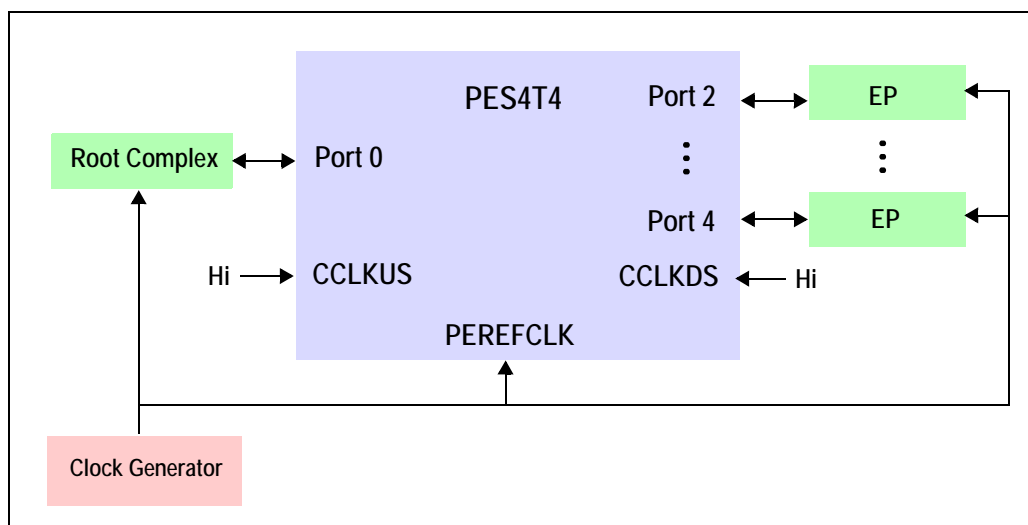 PES4T4
Port 2
EP
Root Complex
Port 0
Port 4
EP
Hi
CCLKUS
CCLKDS
Hi
PEREFCLK
Clock Generator